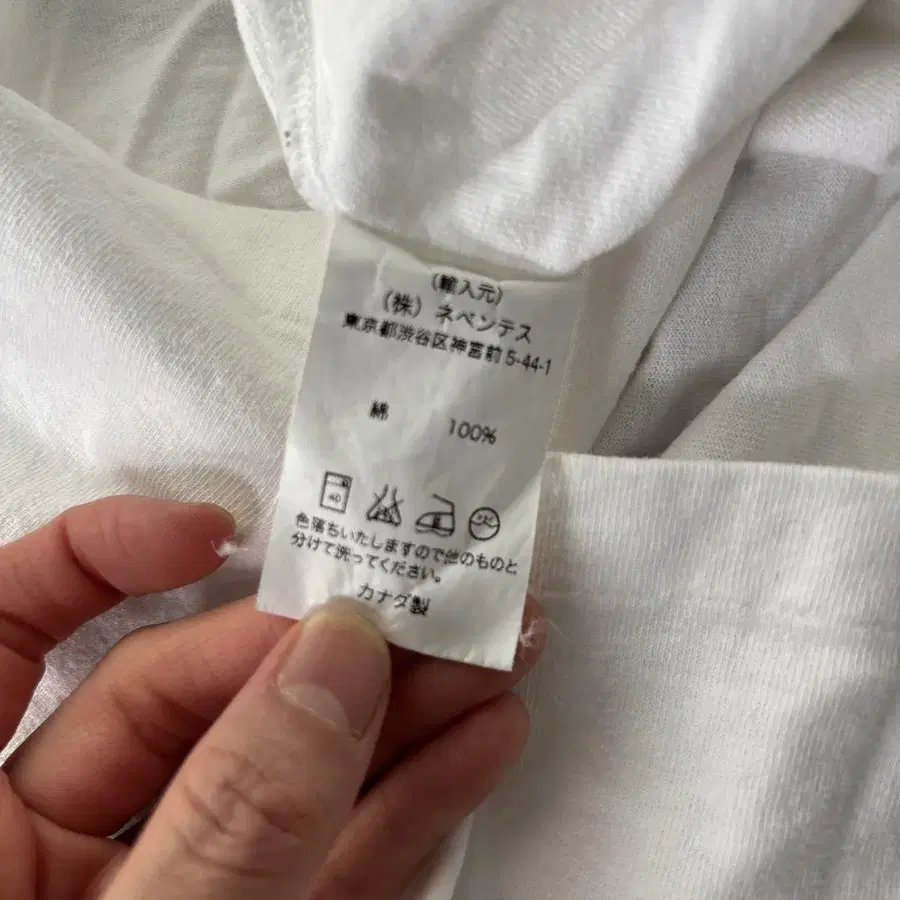 (輸入元)
(株) ネペンテス
東京都渋谷区神宮前5-44-1
綿 100%
40
色落ちいたしますので他のものと
分けて洗ってください。
カナダ製